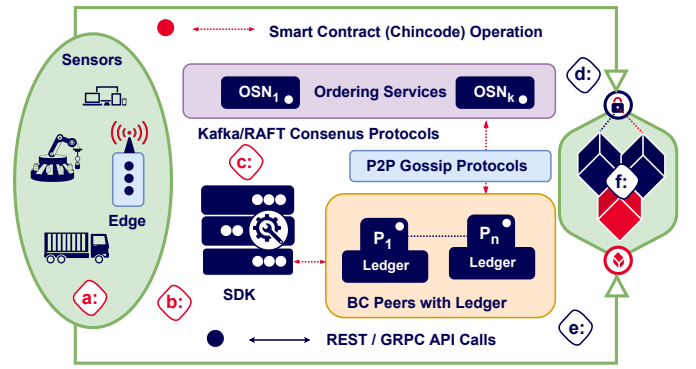 Smart Contract (Chincode) Operation
Sensors
d:
OSN1
Ordering Services
OSNk
Kafka/RAFT Consenus Protocols
c:
P2P Gossip Protocols
f:
Edge
P1
Pn
Ledger
Ledger
SDK
a:
b:
BC Peers with Ledger
e:
REST / GRPC API Calls